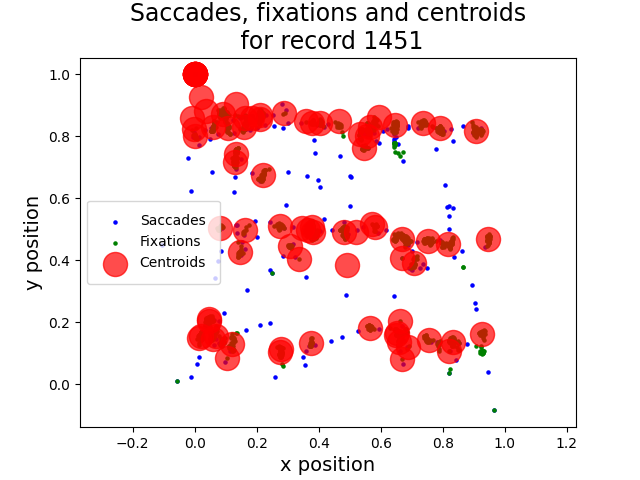 Saccades, fixations and centroids
for record 1451
y position
1.0
0.8
0.6
0.4
0.2
0.0
Saccades
Fixations
Centroids
−0.2 0.0 0.2 0.4 0.6 0.8 1.0 1.2
x position